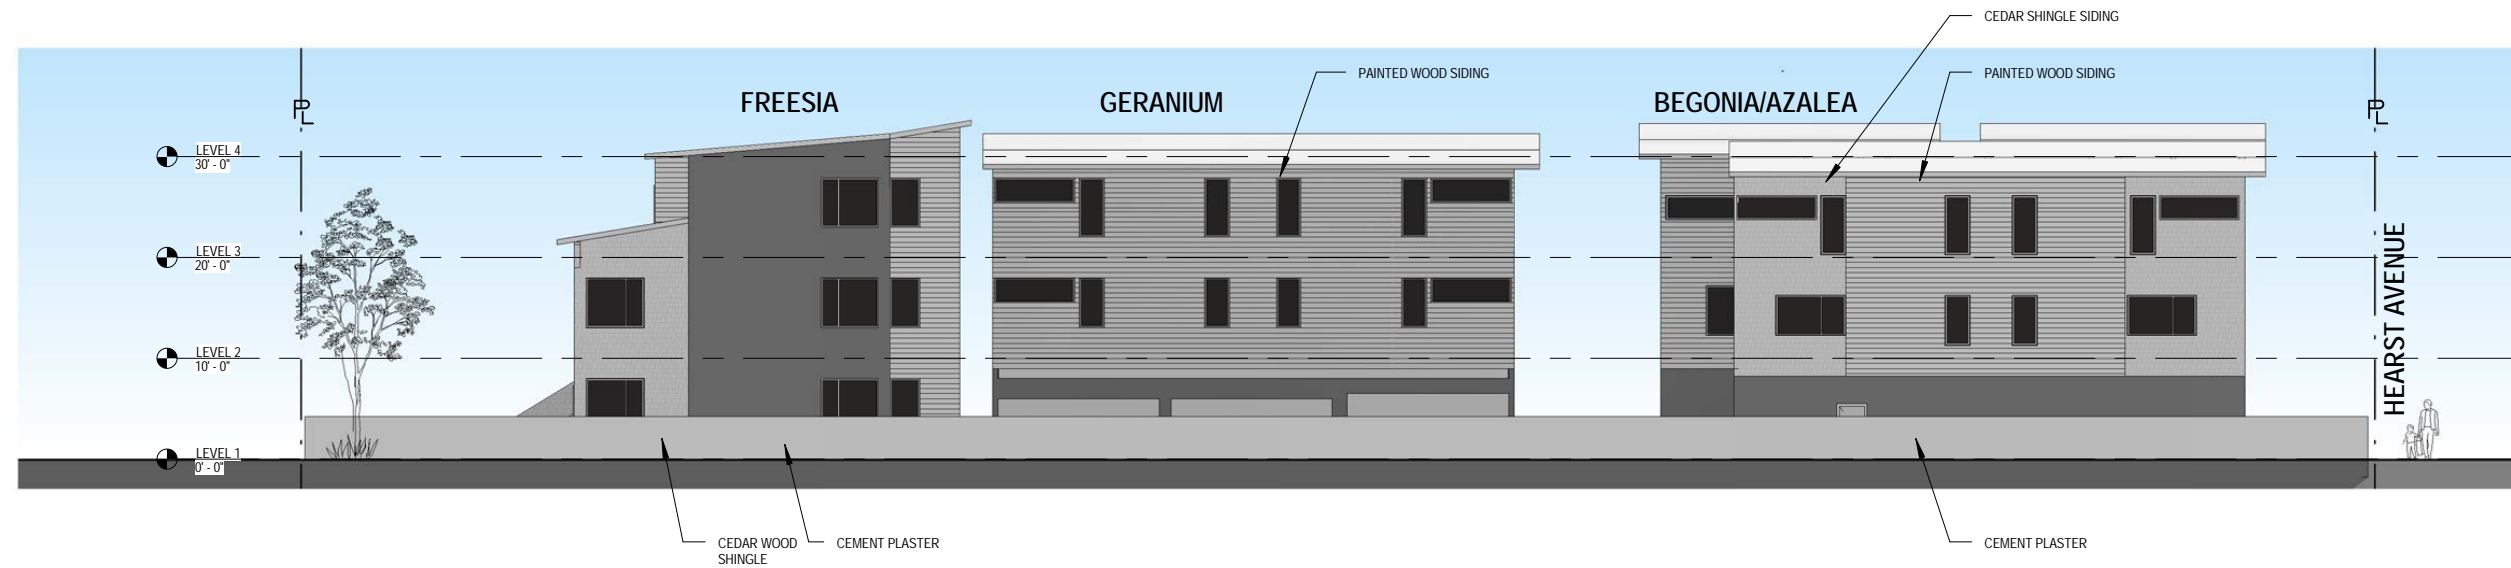 CEDAR SHINGLE SIDING
PAINTED WOOD SIDING
PAINTED WOOD SIDING
FREESIA
GERANIUM
BEGONIA/AZALEA
PL
PL
LEVEL 4
30' - 0"
LEVEL 3
20' - 0"
LEVEL 2
10' - 0"
LEVEL 1
0' - 0"
HEARST AVENUE
CEDAR WOOD
SHINGLE
CEMENT PLASTER
CEMENT PLASTER